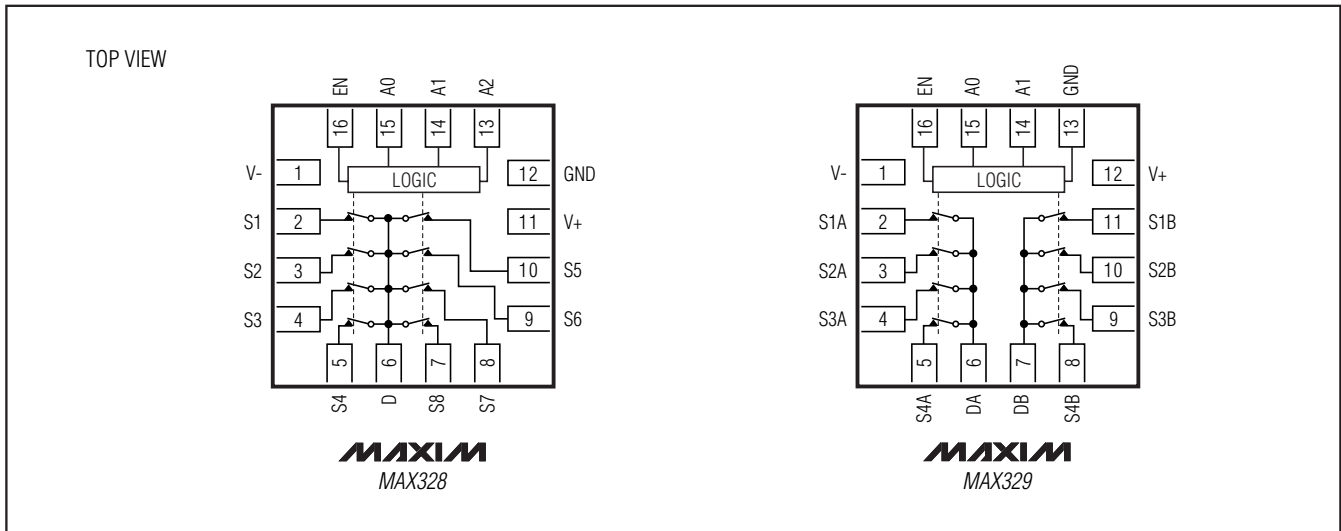 TOP VIEW
EN A0 A1 A2
16 15 14 13
V- 1 LOGIC 12 GND
S1 2 11 V+
S2 3 10 S5
S3 4 9 S6
5 6 7 8
S4 D S8 S7
MAXIM
MAX328
EN A0 A1 GND
16 15 14 13
V- 1 LOGIC 12 V+
S1A 2 11 S1B
S2A 3 10 S2B
S3A 4 9 S3B
5 6 7 8
S4A DA DB S4B
MAXIM
MAX329